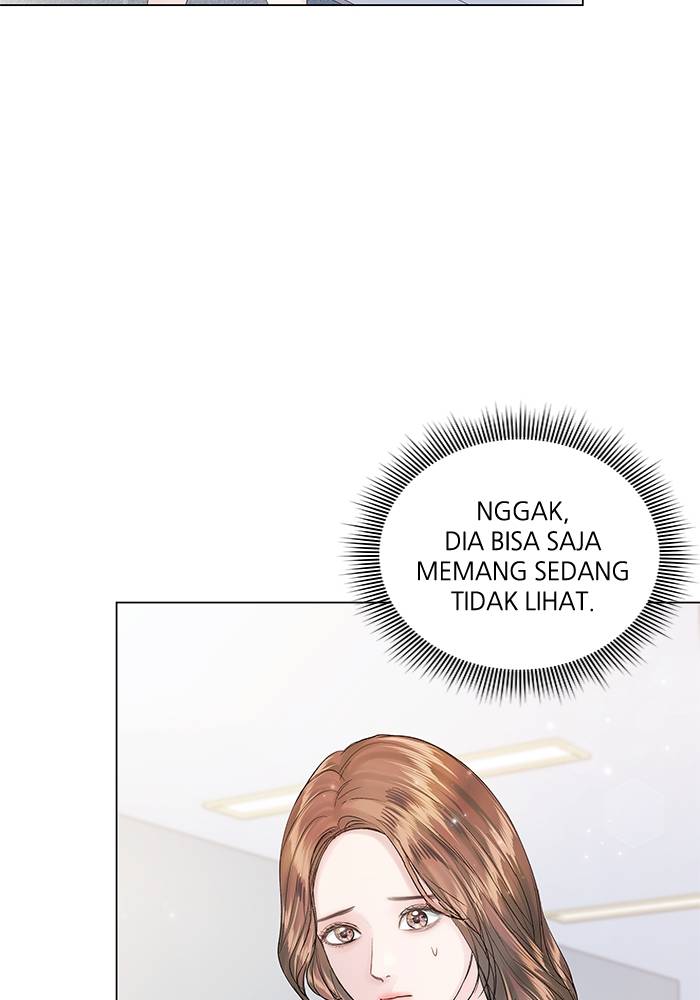 NGGAK,
DIA BISA SAJA
MEMANG SEDANG
TIDAK LIHAT.